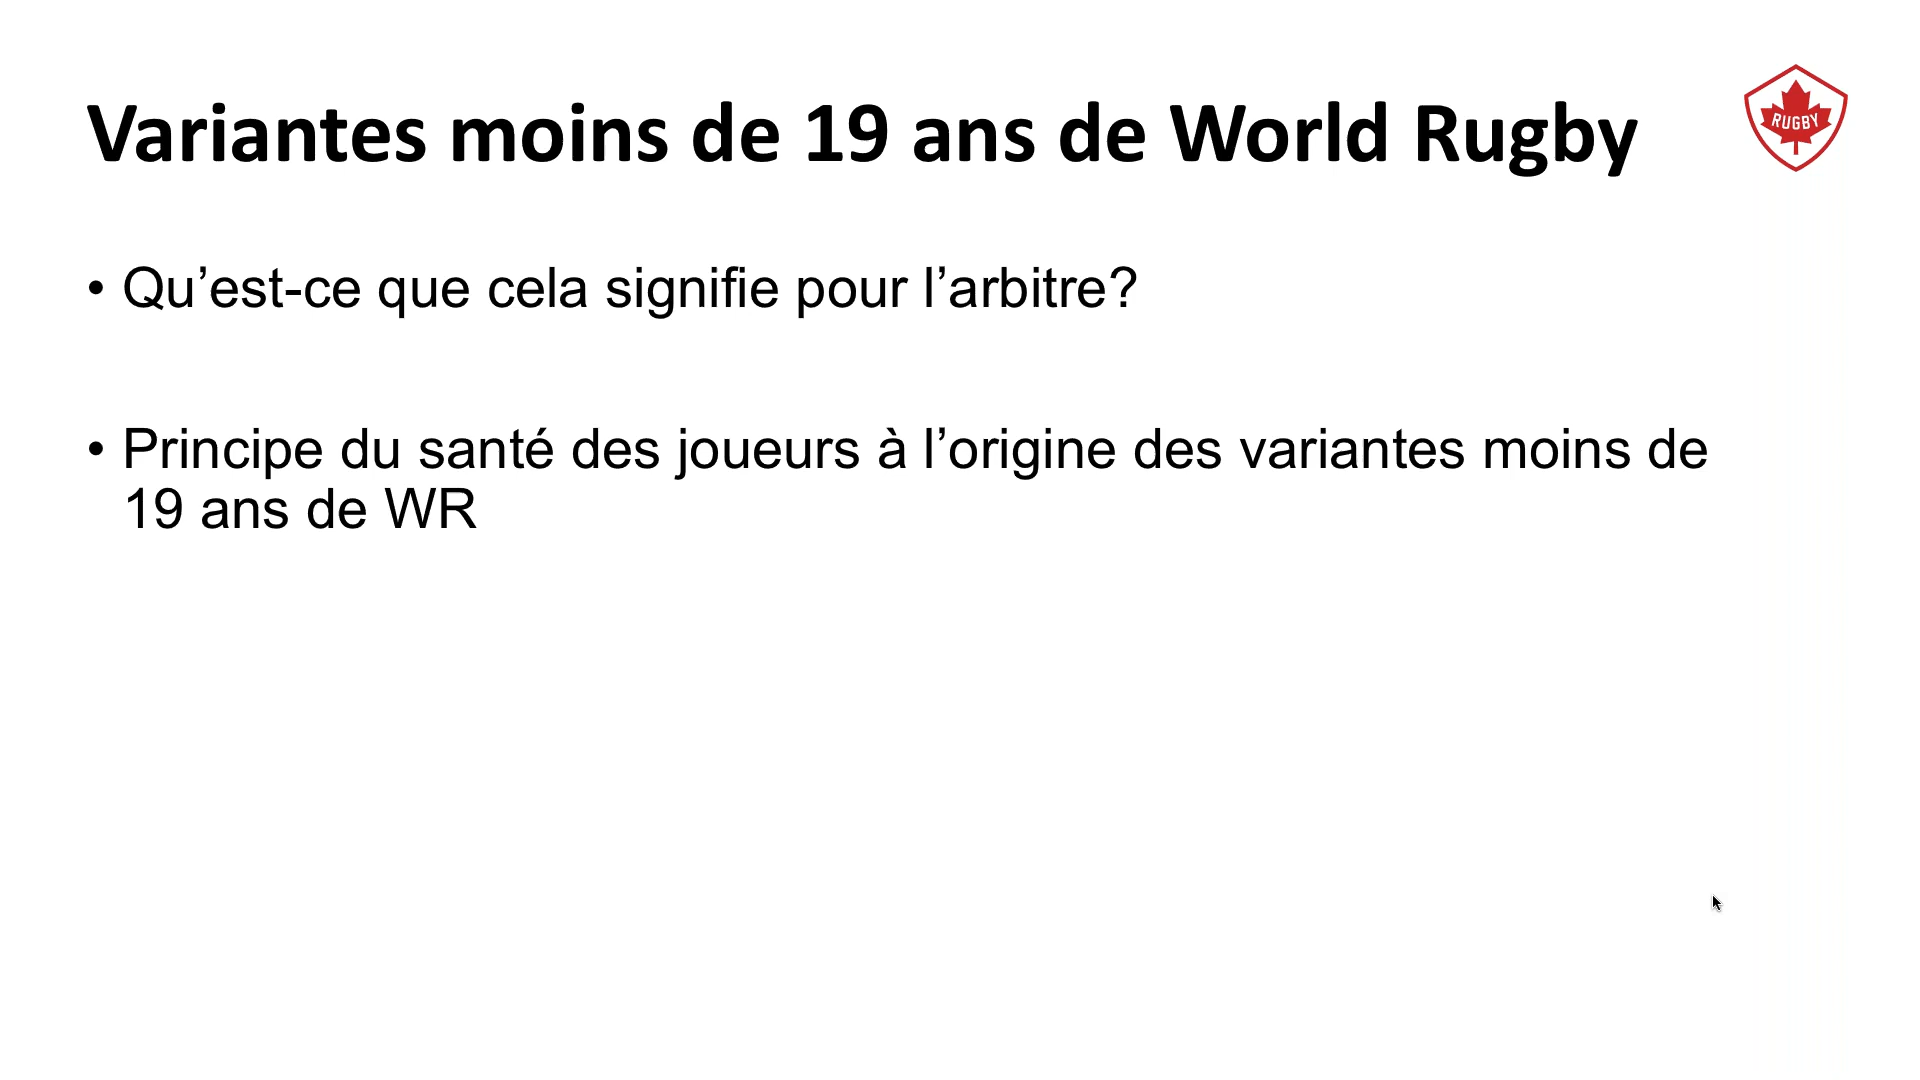 Variantes moins de 19 ans de World Rugby
RUGBY
• Qu’est-ce que cela signifie pour l’arbitre?
• Principe du santé des joueurs à l’origine des variantes moins de
19 ans de WR